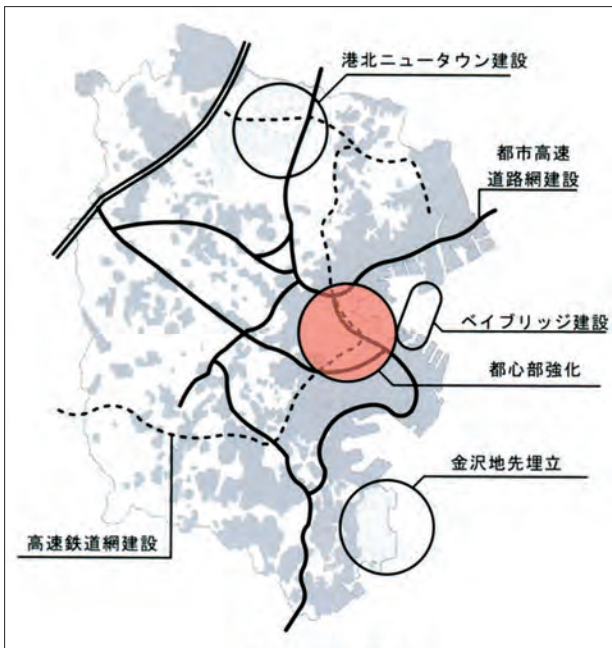 港北ニュータウン建設
都市高速
道路網建設
ベイブリッジ建設
都心部強化
金沢地先埋立
高速鉄道網建設